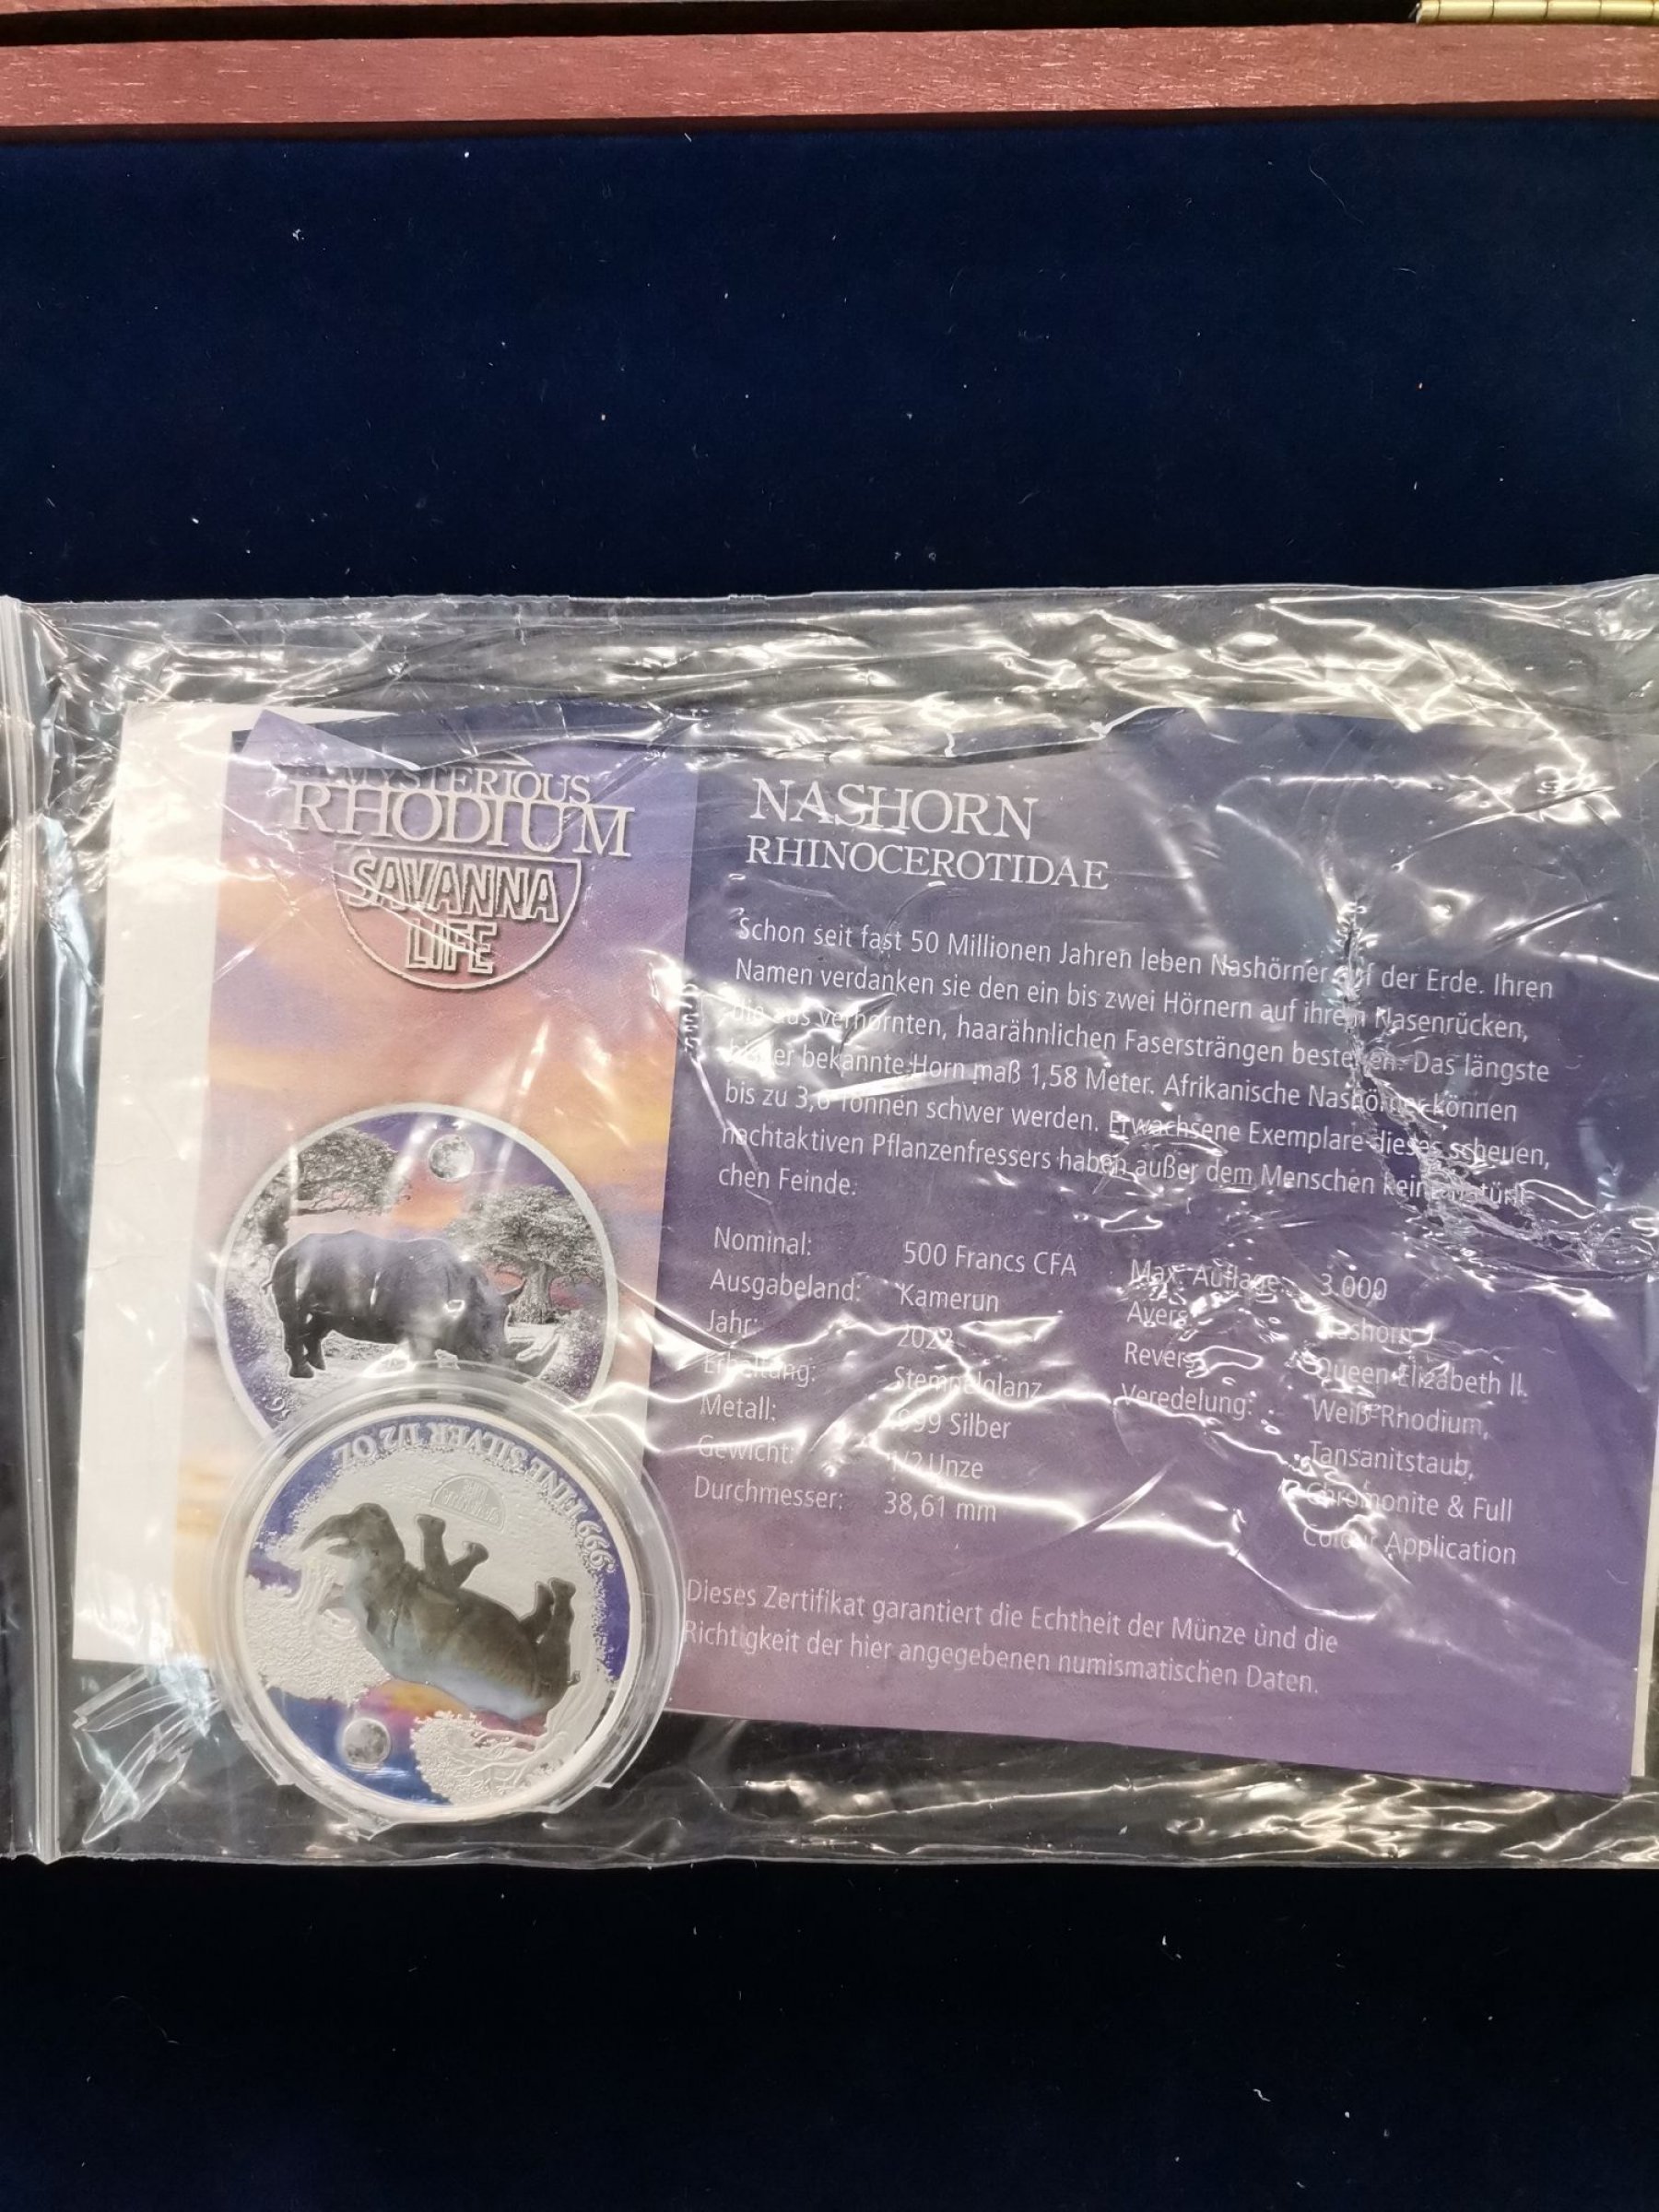 MYSTERIOUS
RHODIUM
SAVANNA
LIFE
NASHORN
RHINOCEROTIDAE
Schon seit fast 50 Millionen Jahren leben Nashörner auf der Erde. Ihren
Namen verdanken sie den ein bis zwei Hörnern auf ihrem Nasenrücken,
die aus verhornten, haarähnlichen Fasersträngen bestehen. Das längste
bisher bekannte Horn maß 1,58 Meter. Afrikanische Nashörner können
bis zu 3,6 Tonnen schwer werden. Erwachsene Exemplare dieses scheuen,
nachtaktiven Pflanzenfressers haben außer dem Menschen keine natürli-
chen Feinde.
Nominal: 500 Francs CFA
Ausgabeland: Kamerun
Jahr: 2022
Erhaltung: Stempelglanz
Metall: 999 Silber
Gewicht: 1/2 Unze
Durchmesser: 38,61 mm
Max. Auflage: 3.000
Avers: Nashorn
Revers: Queen Elizabeth II.
Veredelung: Weiß-Rhodium,
Tansanitstaub,
Chromonite & Full
Colour Application
Dieses Zertifikat garantiert die Echtheit der Münze und die
Richtigkeit der hier angegebenen numismatischen Daten.
999 FINE SILVER 1/2 OZ